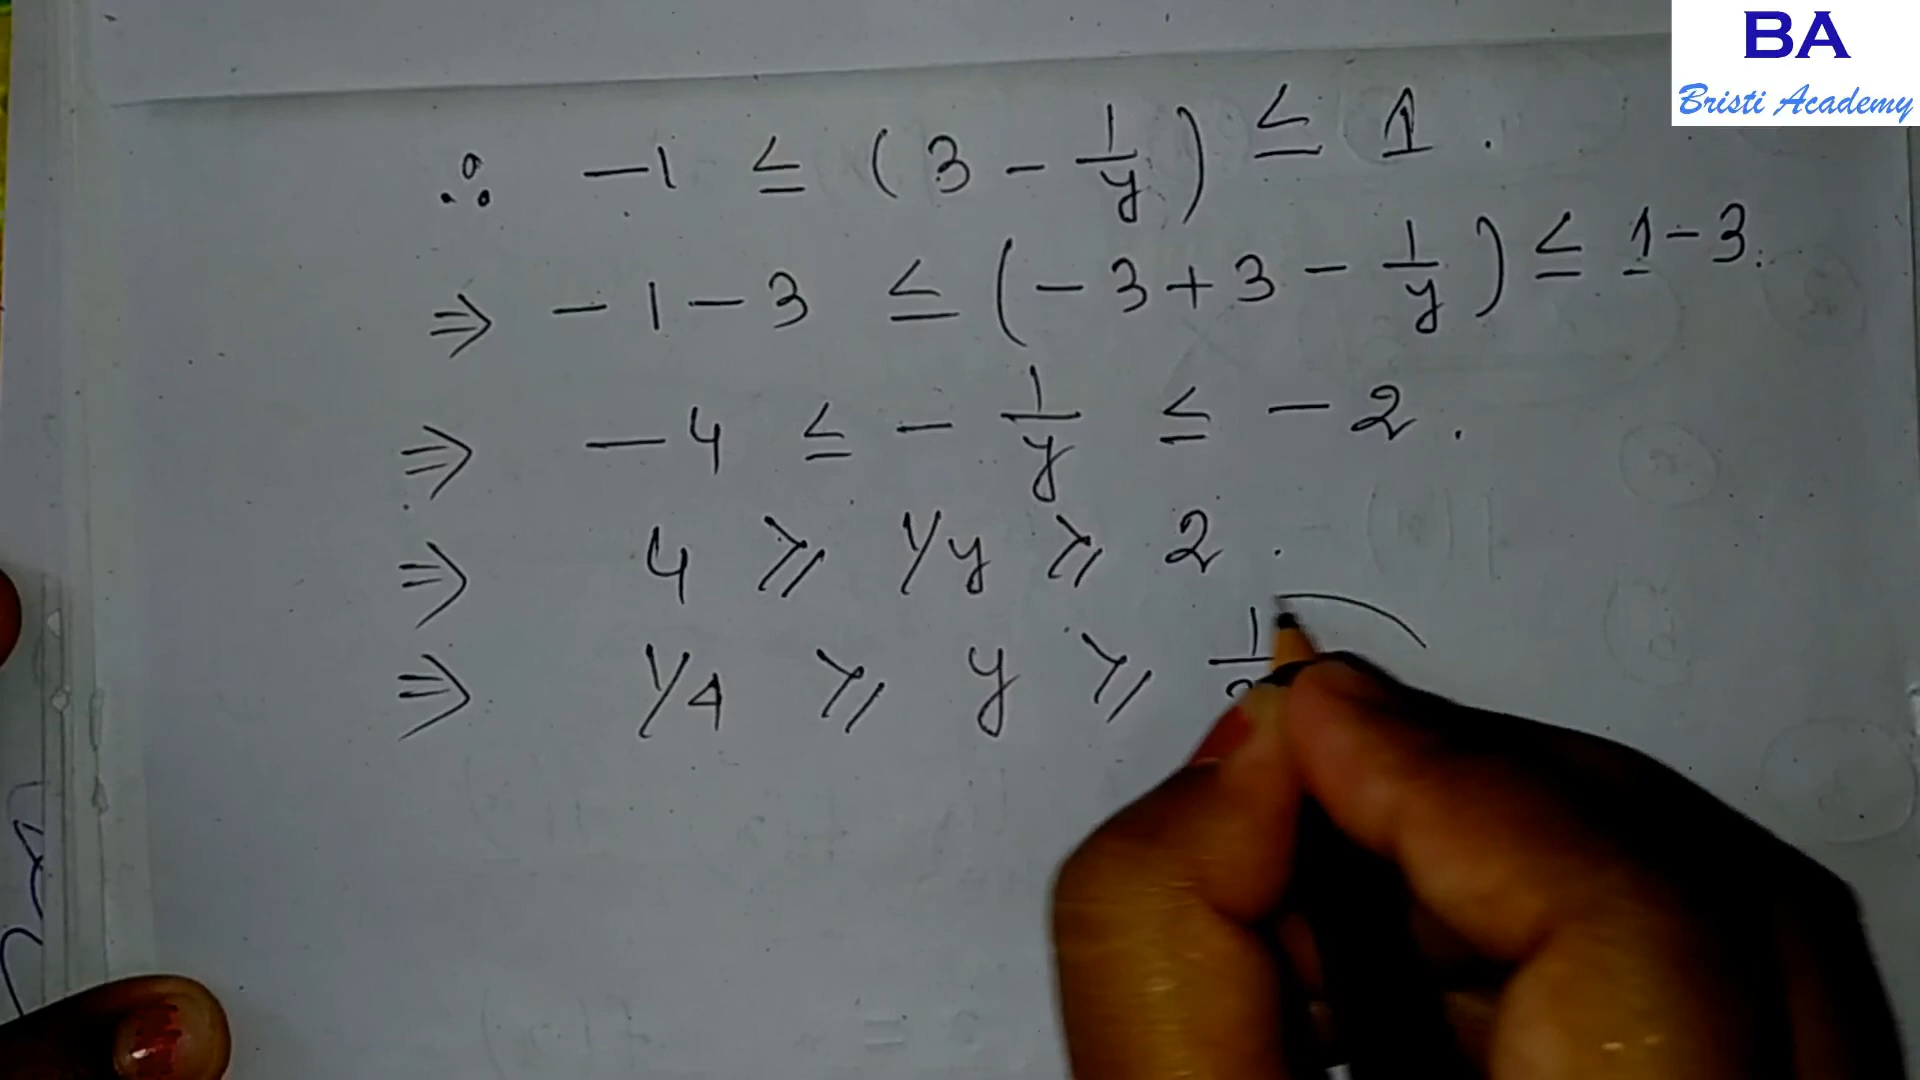 BA
Bristi Academy
∴ -1 ≤ (3 - 1/y) ≤ 1.
⇒ -1-3 ≤ (-3+3 - 1/y) ≤ 1-3.
⇒ -4 ≤ - 1/y ≤ -2.
⇒ 4 ≥ 1/y ≥ 2.
⇒ 1/4 ≥ y ≥ 1/